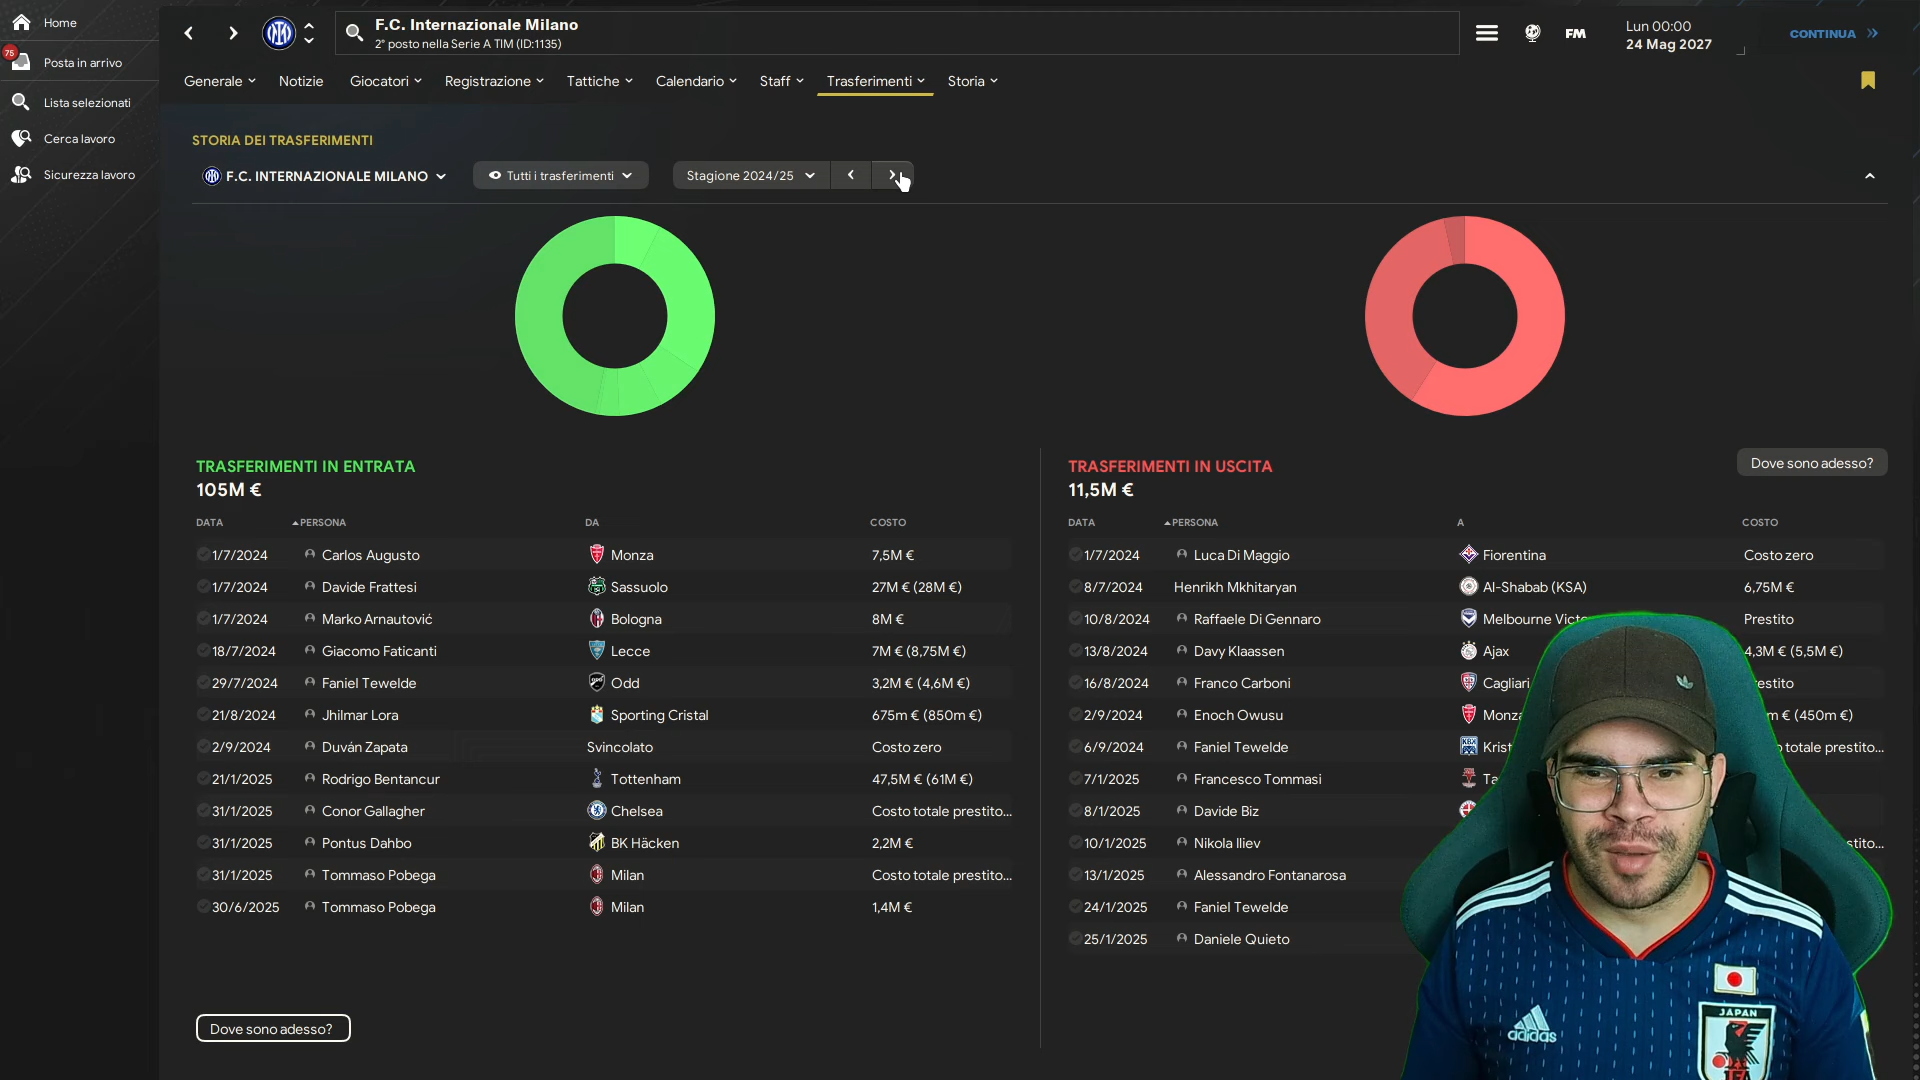 Home
75
Posta in arrivo
Lista selezionati
Cerca lavoro
Sicurezza lavoro
F.C. Internazionale Milano
2° posto nella Serie A TIM (ID:1135)
FM
Lun 00:00
24 Mag 2027
CONTINUA
Generale Notizie Giocatori Registrazione Tattiche Calendario Staff Trasferimenti Storia
STORIA DEI TRASFERIMENTI
F.C. INTERNAZIONALE MILANO
Tutti i trasferimenti
Stagione 2024/25
TRASFERIMENTI IN ENTRATA
105M €
DATA PERSONA DA COSTO
1/7/2024 Carlos Augusto Monza 7,5M €
1/7/2024 Davide Frattesi Sassuolo 27M € (28M €)
1/7/2024 Marko Arnautović Bologna 8M €
18/7/2024 Giacomo Faticanti Lecce 7M € (8,75M €)
29/7/2024 Faniel Tewelde Odd 3,2M € (4,6M €)
21/8/2024 Jhilmar Lora Sporting Cristal 675m € (850m €)
2/9/2024 Duván Zapata Svincolato Costo zero
21/1/2025 Rodrigo Bentancur Tottenham 47,5M € (61M €)
31/1/2025 Conor Gallagher Chelsea Costo totale prestito...
31/1/2025 Pontus Dahbo BK Häcken 2,2M €
31/1/2025 Tommaso Pobega Milan Costo totale prestito...
30/6/2025 Tommaso Pobega Milan 1,4M €
Dove sono adesso?
TRASFERIMENTI IN USCITA
11,5M €
Dove sono adesso?
DATA PERSONA A COSTO
1/7/2024 Luca Di Maggio Fiorentina Costo zero
8/7/2024 Henrikh Mkhitaryan Al-Shabab (KSA) 6,75M €
10/8/2024 Raffaele Di Gennaro Melbourne Victo Prestito
13/8/2024 Davy Klaassen Ajax 4,3M € (5,5M €)
16/8/2024 Franco Carboni Cagliari estito
2/9/2024 Enoch Owusu Monza m € (450m €)
6/9/2024 Faniel Tewelde Krist totale prestito...
7/1/2025 Francesco Tommasi Ta
8/1/2025 Davide Biz
10/1/2025 Nikola Iliev stito...
13/1/2025 Alessandro Fontanarosa
24/1/2025 Faniel Tewelde
25/1/2025 Daniele Quieto
adidas
JAPAN